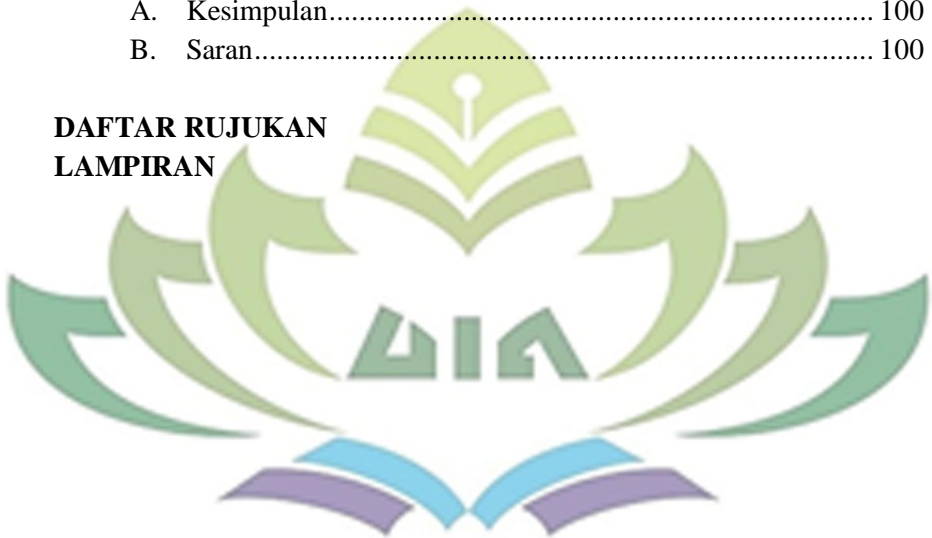 A. Kesimpulan.................................................................... 100
B. Saran............................................................................. 100
DAFTAR RUJUKAN
LAMPIRAN
UIN